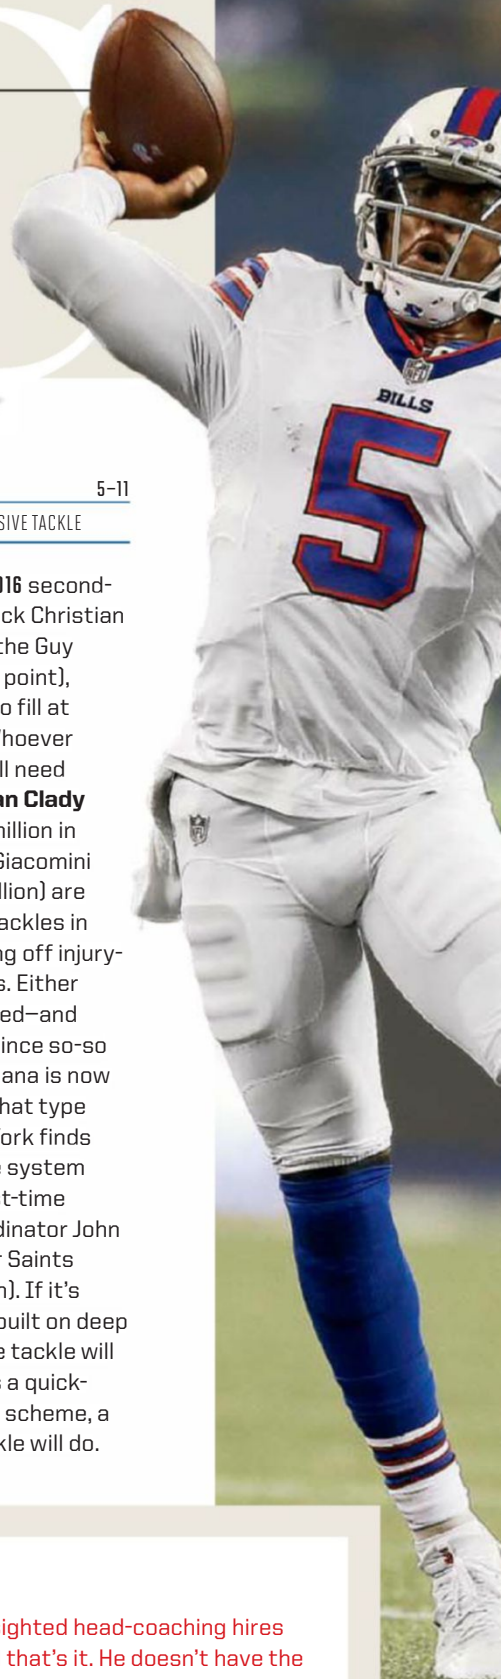 BILLS
5
5–11
SIVE TACKLE
016 second-
ck Christian
the Guy
point),
o fill at
hoever
ll need
an Clady
nillion in
Giacomini
llion) are
ackles in
ng off injury-
s. Either
ed—and
ince so-so
ana is now
hat type
ork finds
e system
t-time
dinator John
r Saints
n). If it's
built on deep
e tackle will
s a quick-
scheme, a
kle will do.
ighted head-coaching hires
that's it. He doesn't have the